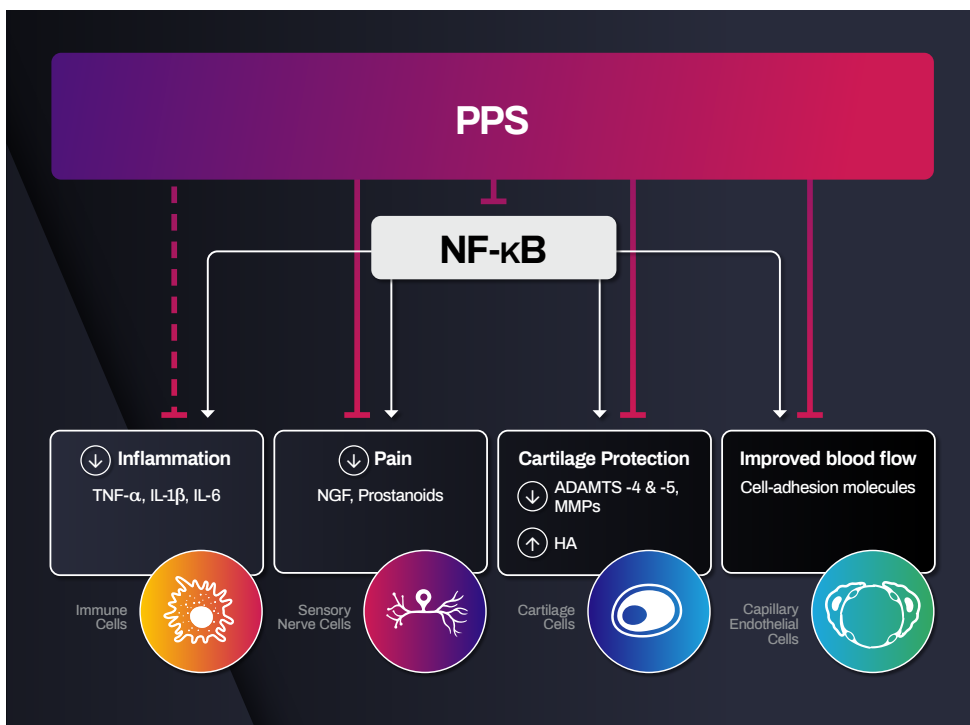 PPS
NF-κB
Inflammation
TNF-α, IL-1β, IL-6
Immune
Cells
Pain
NGF, Prostanoids
Sensory
Nerve Cells
Cartilage Protection
ADAMTS -4 & -5,
MMPs
HA
Cartilage
Cells
Improved blood flow
Cell-adhesion molecules
Capillary
Endothelial
Cells